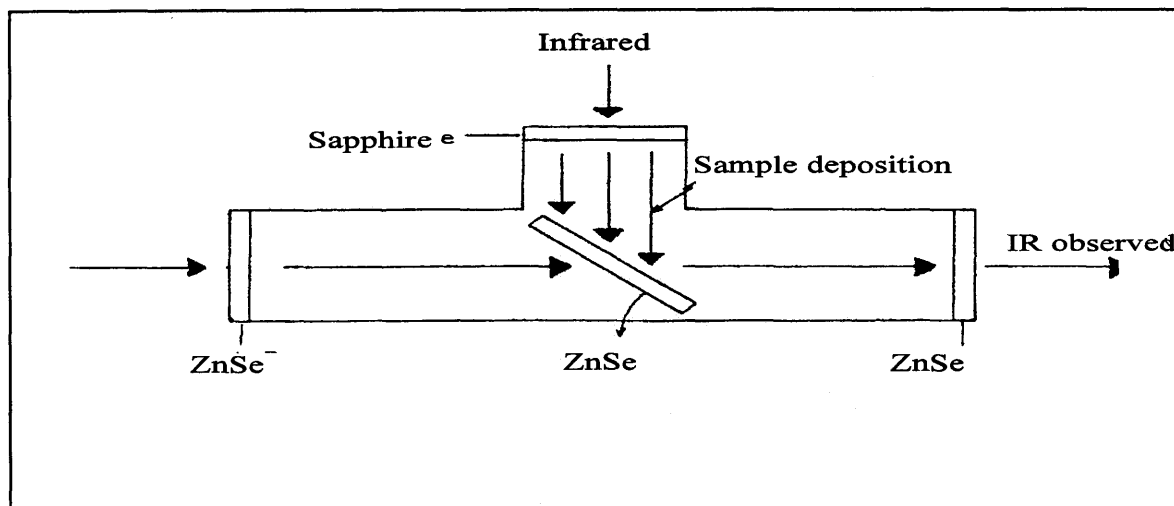 Infrared
Sapphire e
Sample deposition
IR observed
ZnSe
ZnSe
ZnSe